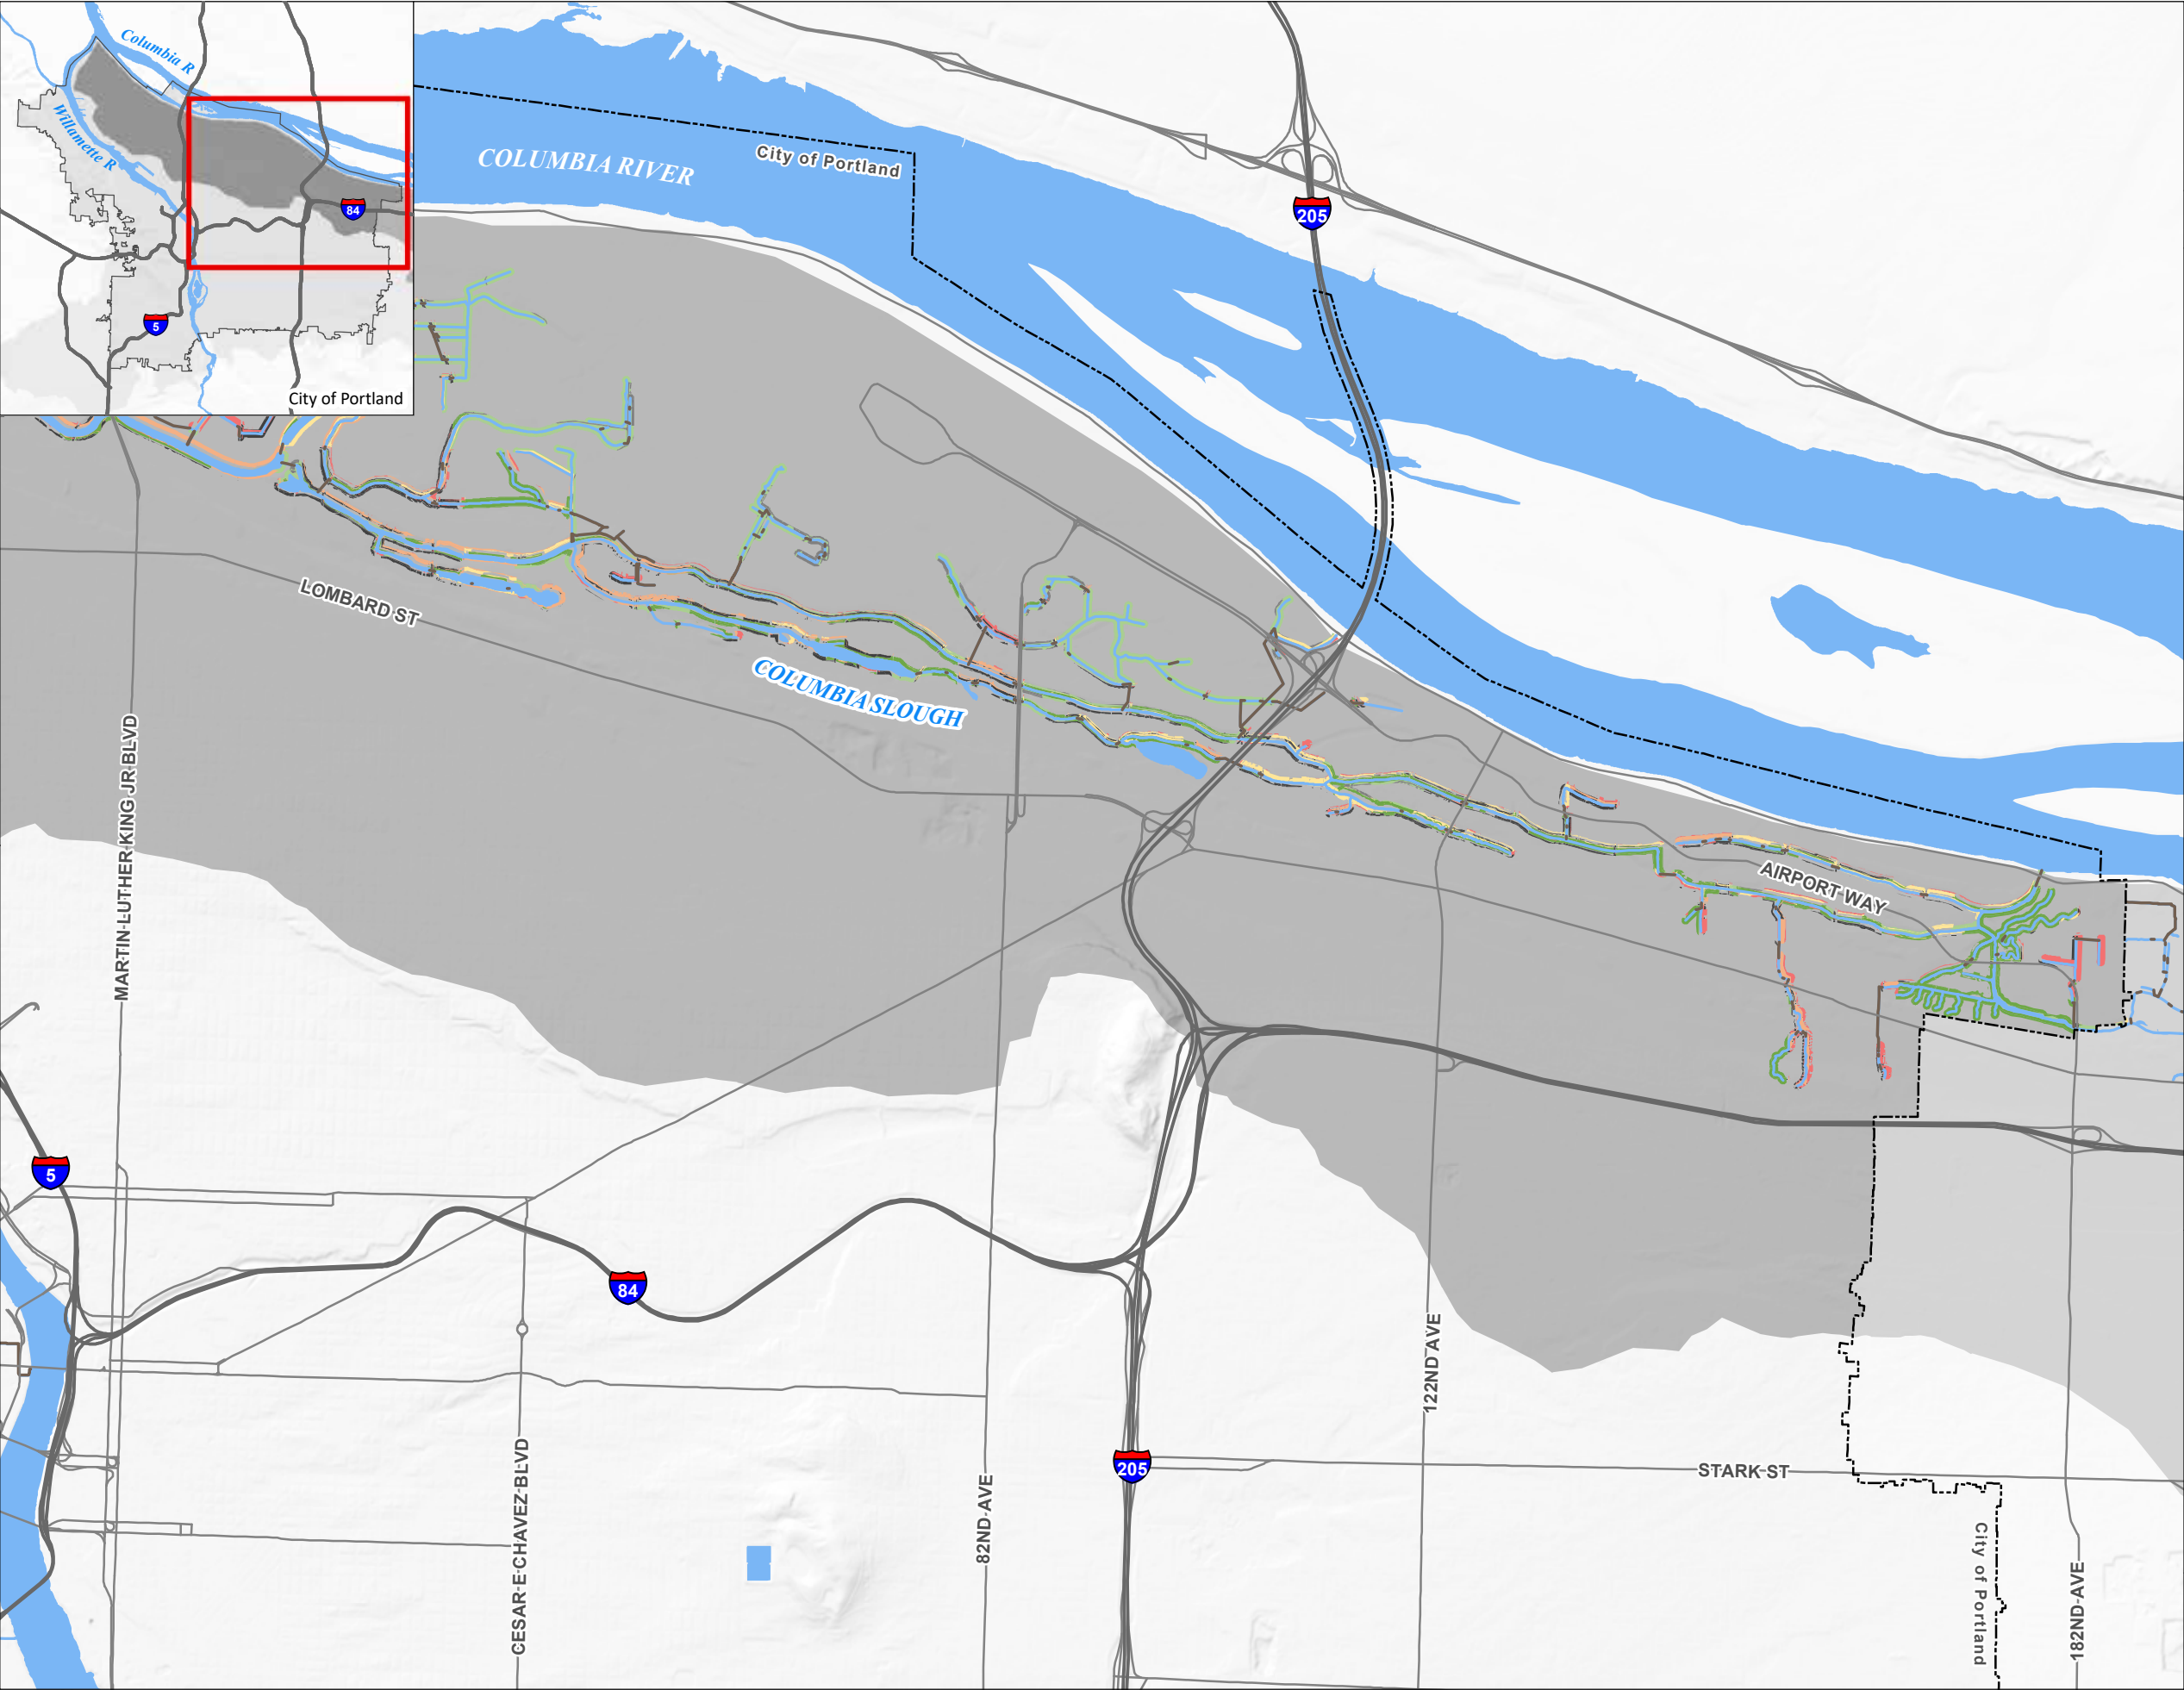 Columbia R
Willamette R
84
5
City of Portland
COLUMBIA RIVER
City of Portland
205
LOMBARD ST
COLUMBIA SLOUGH
MARTIN LUTHER KING JR BLVD
AIRPORT WAY
5
84
122ND AVE
205
STARK ST
CESAR E CHAVEZ BLVD
82ND AVE
City of Portland
182ND AVE